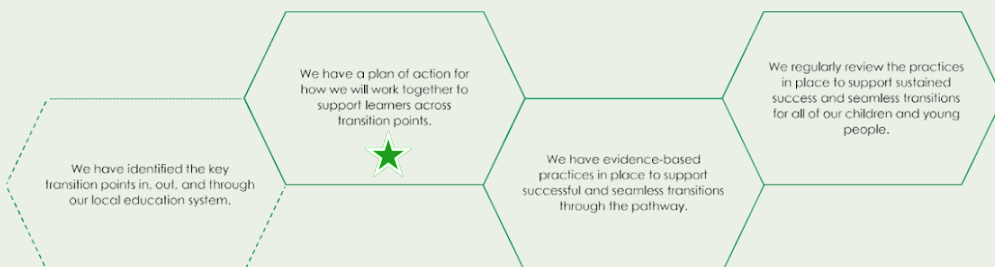 We have identified the key
transition points in, out, and through
our local education system.
We have a plan of action for
how we will work together to
support learners across
transition points.
We have evidence-based
practices in place to support
successful and seamless transitions
through the pathway.
We regularly review the practices
in place to support sustained
success and seamless transitions
for all of our children and young
people.